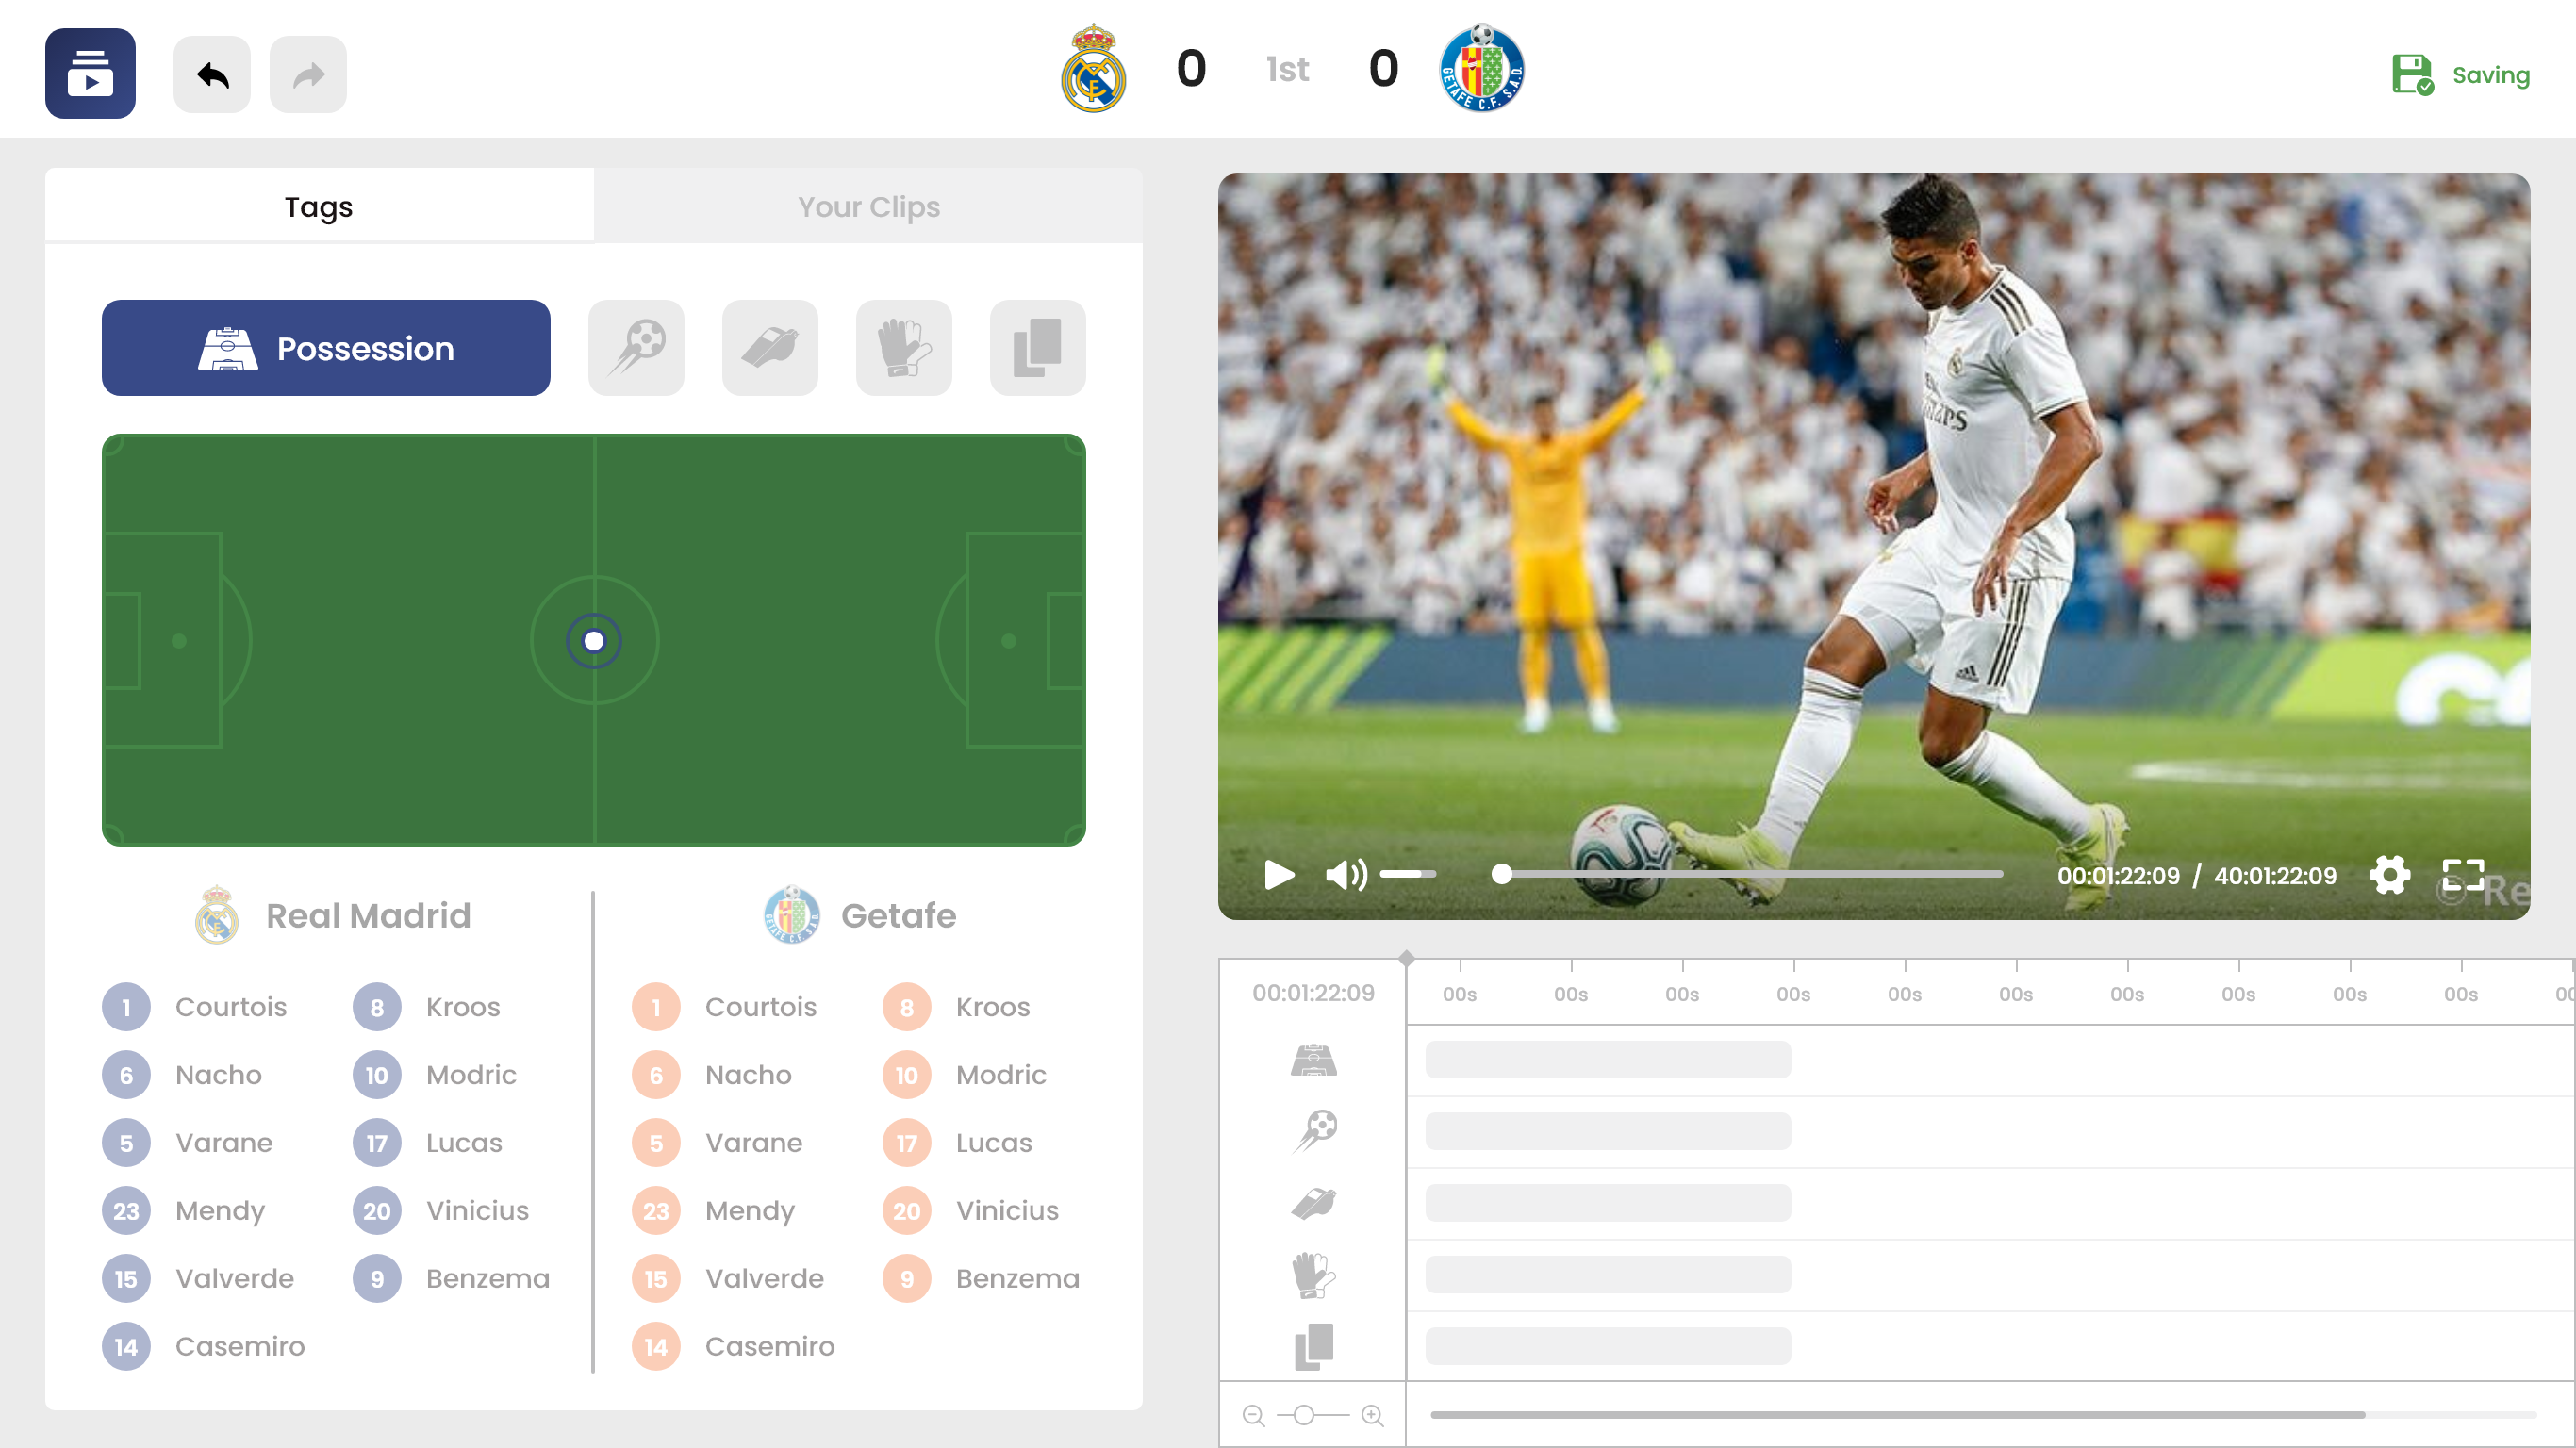 0 1st 0
GETAFE C.F. S.A.D.
Saving
Tags
Your Clips
Possession
Real Madrid
1 Courtois 8 Kroos
6 Nacho 10 Modric
5 Varane 17 Lucas
23 Mendy 20 Vinicius
15 Valverde 9 Benzema
14 Casemiro
Getafe
1 Courtois 8 Kroos
6 Nacho 10 Modric
5 Varane 17 Lucas
23 Mendy 20 Vinicius
15 Valverde 9 Benzema
14 Casemiro
00:01:22:09 / 40:01:22:09
© Re
00:01:22:09
00s 00s 00s 00s 00s 00s 00s 00s 00s 00s 00